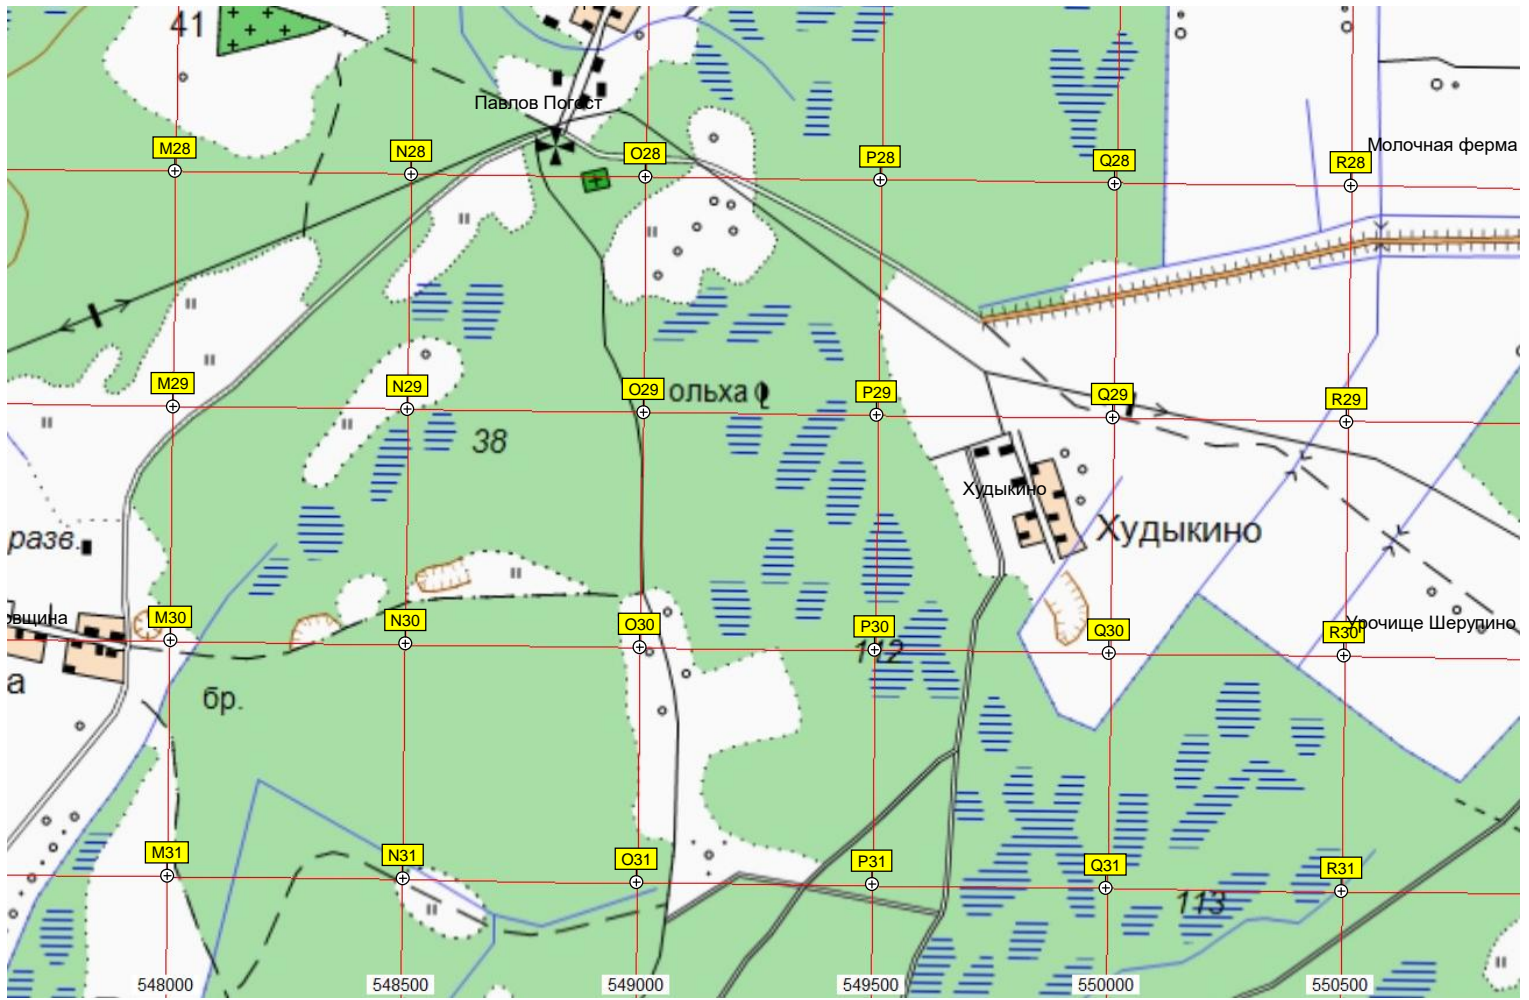 41
Павлов Погост
M28
N28
O28
P28
Q28
R28
Молочная ферма
M29
N29
O29
ольха
P29
Q29
R29
38
Худыкино
Худыкино
разв.
овщина
M30
N30
O30
P30
Q30
R30
Урочище Шерупино
112
а
бр.
M31
N31
O31
P31
Q31
R31
113
548000
548500
549000
549500
550000
550500